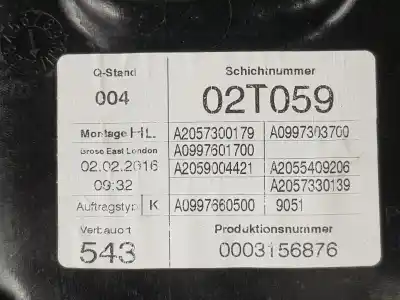 Q-Stand
Schichtnummer
004
02T059
Montage HL.
A2057300179
A0997303700
Brose East London
A0997601700
02.02.2016
A2059004421
A2055409206
09:32
A2057330139
Auftragstyp
K
A0997660500
9051
Verbauort
Produktionsnummer
543
0003156876